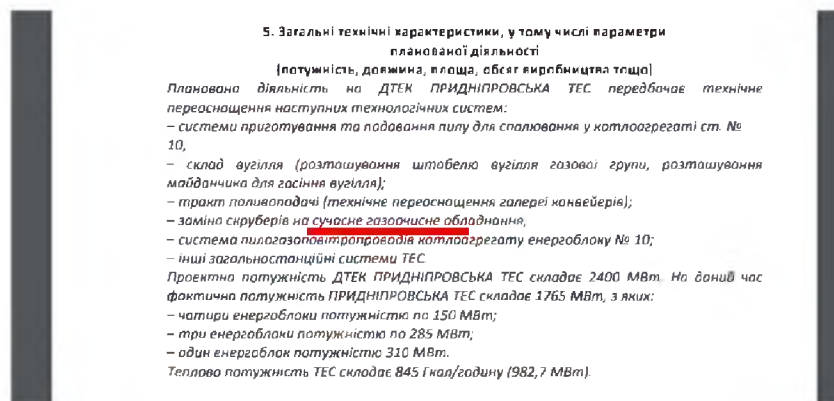 5. Загальні технічні характеристики, у тому числі параметри
планованої діяльності
(потужність, довжина, площа, обсяг виробництва тощо)
Планована діяльність на ДТЕК ПРИДНІПРОВСЬКА ТЕС передбачає технічне
переоснащення наступних технологічних систем:
– системи приготування та подавання пилу для спалювання у котлоагрегаті ст. №
10,
– склад вугілля (розташування штабелю вугілля газової групи, розташування
майданчика для гасіння вугілля);
– тракт паливоподачі (технічне переоснащення галереї конвейерів);
– заміна скруберів на сучасне газоочисне обладнання,
– система пилогазоповітропроводів котлоагрегату енергоблоку № 10;
– інші загальностанційні системи ТЕС
Проектна потужність ДТЕК ПРИДНІПРОВСЬКА ТЕС складає 2400 МВт. На даний час
фактична потужність ПРИДНІПРОВСЬКА ТЕС складає 1765 МВт, з яких:
– чотири енергоблоки потужністю по 150 МВт;
– три енергоблоки потужністю по 285 МВт;
– один енергоблок потужністю 310 МВт.
Теплова потужність ТЕС складає 845 Гкал/годину (982,7 МВт).